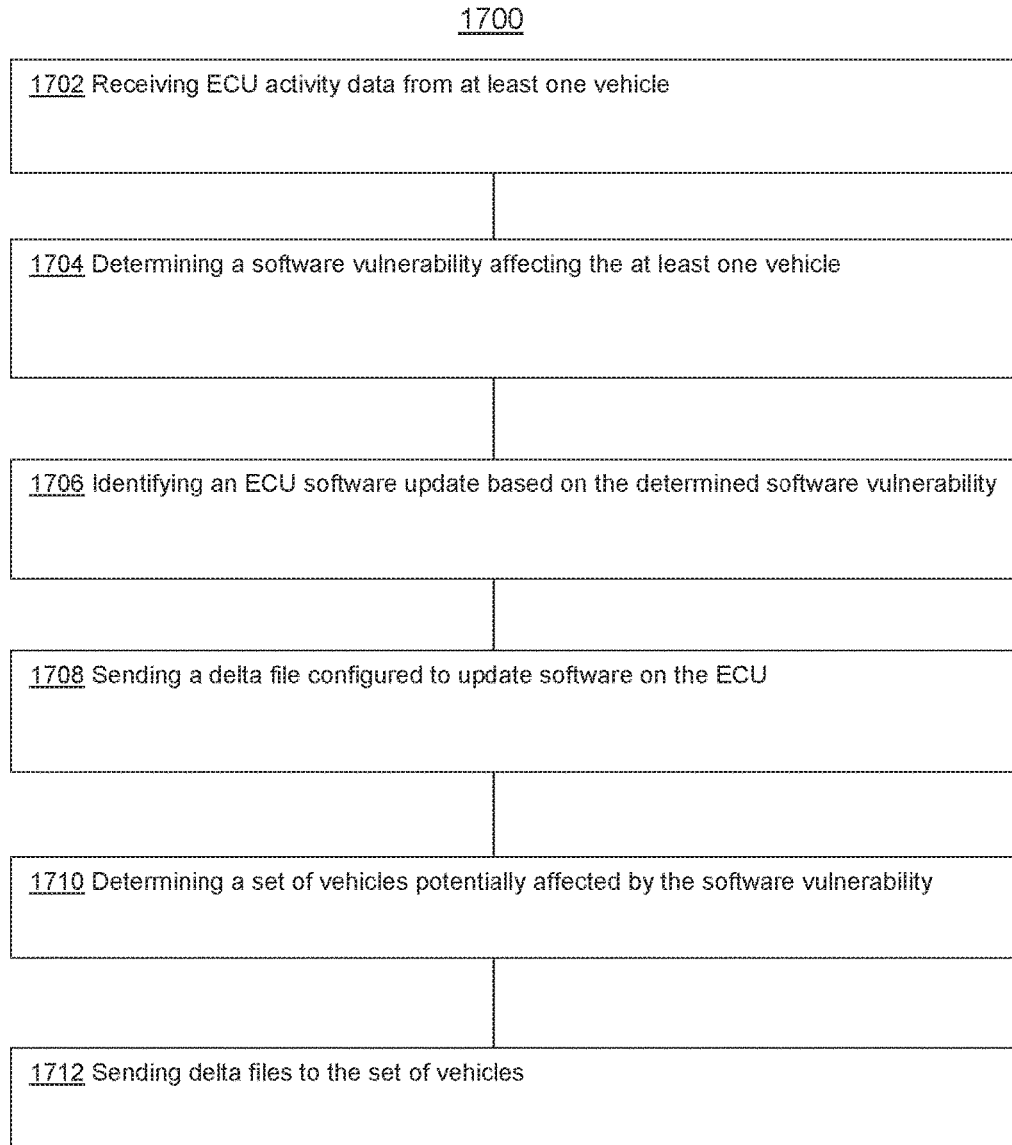 1700
1702 Receiving ECU activity data from at least one vehicle
1704 Determining a software vulnerability affecting the at least one vehicle
1706 Identifying an ECU software update based on the determined software vulnerability
1708 Sending a delta file configured to update software on the ECU
1710 Determining a set of vehicles potentially affected by the software vulnerability
1712 Sending delta files to the set of vehicles